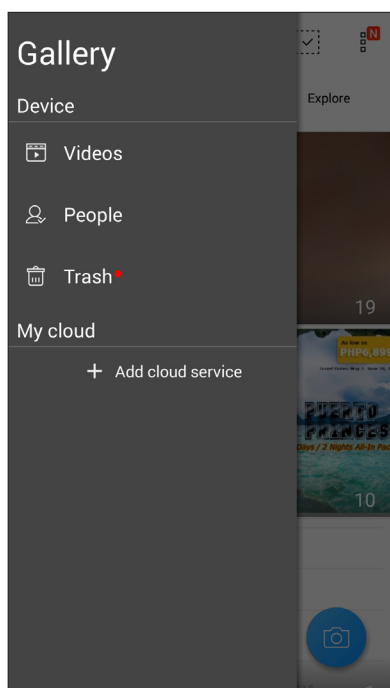 Gallery
N
Device
Explore
Videos
People
Trash
19
My cloud
+ Add cloud service
As low as
PHP6,899
PUERTO
PRINCES
Days / 2 Nights All-In Pac
10